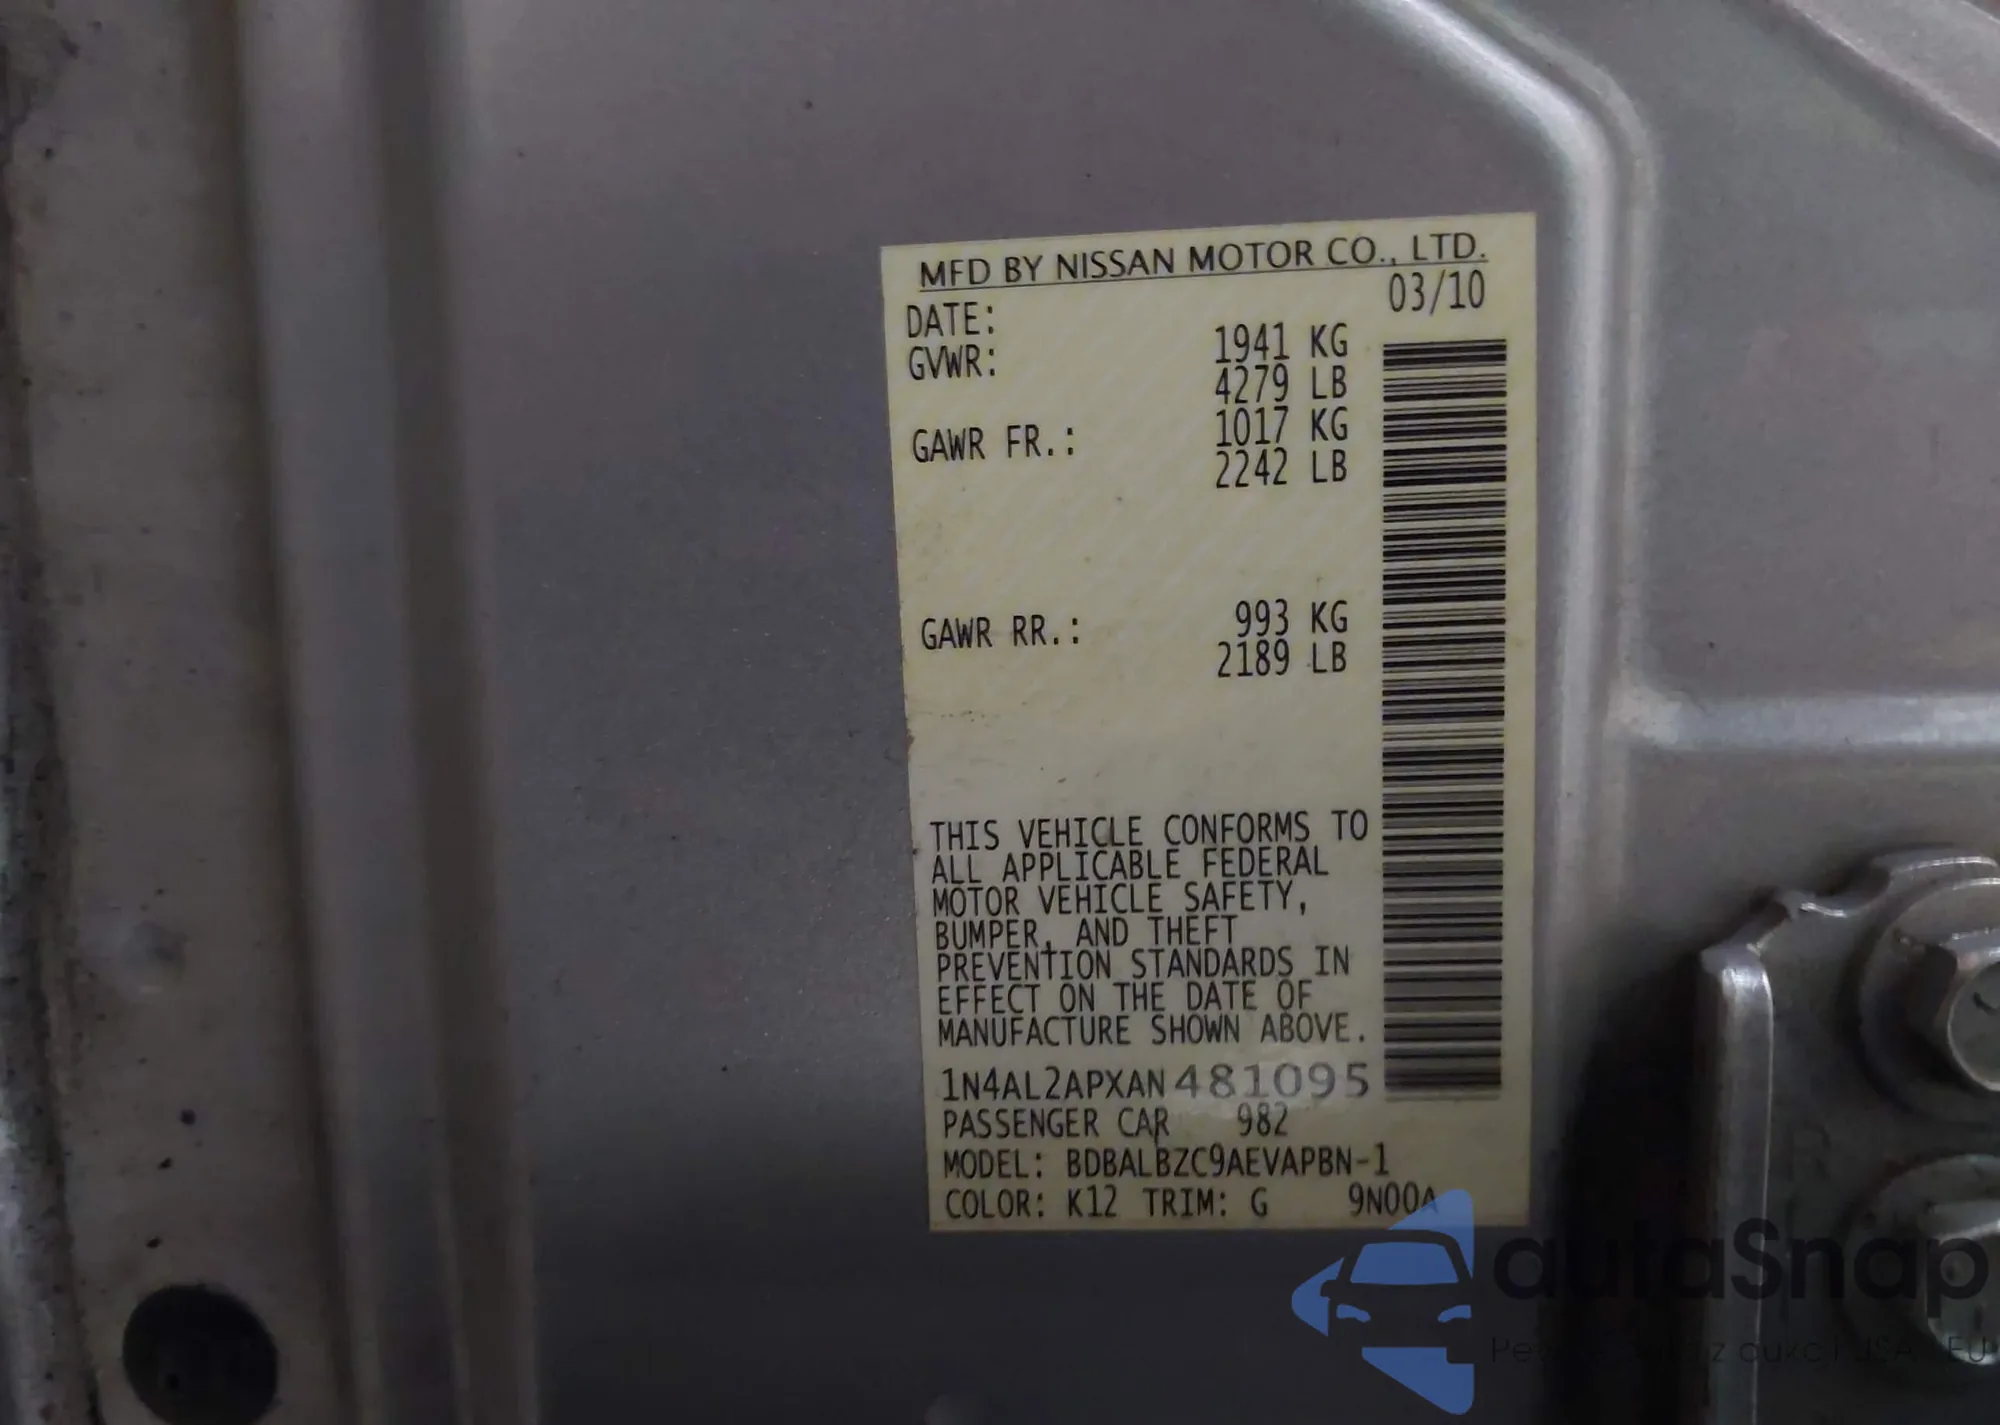 MFD BY NISSAN MOTOR CO., LTD.
DATE: 03/10
GVWR: 1941 KG
4279 LB
GAWR FR.: 1017 KG
2242 LB
GAWR RR.: 993 KG
2189 LB
THIS VEHICLE CONFORMS TO
ALL APPLICABLE FEDERAL
MOTOR VEHICLE SAFETY,
BUMPER, AND THEFT
PREVENTION STANDARDS IN
EFFECT ON THE DATE OF
MANUFACTURE SHOWN ABOVE.
1N4AL2APXAN481095
PASSENGER CAR 982
MODEL: BDBALBZC9AEVAPBN-1
COLOR: K12 TRIM: G 9N00A
autoSnap
z aukc i USA EU